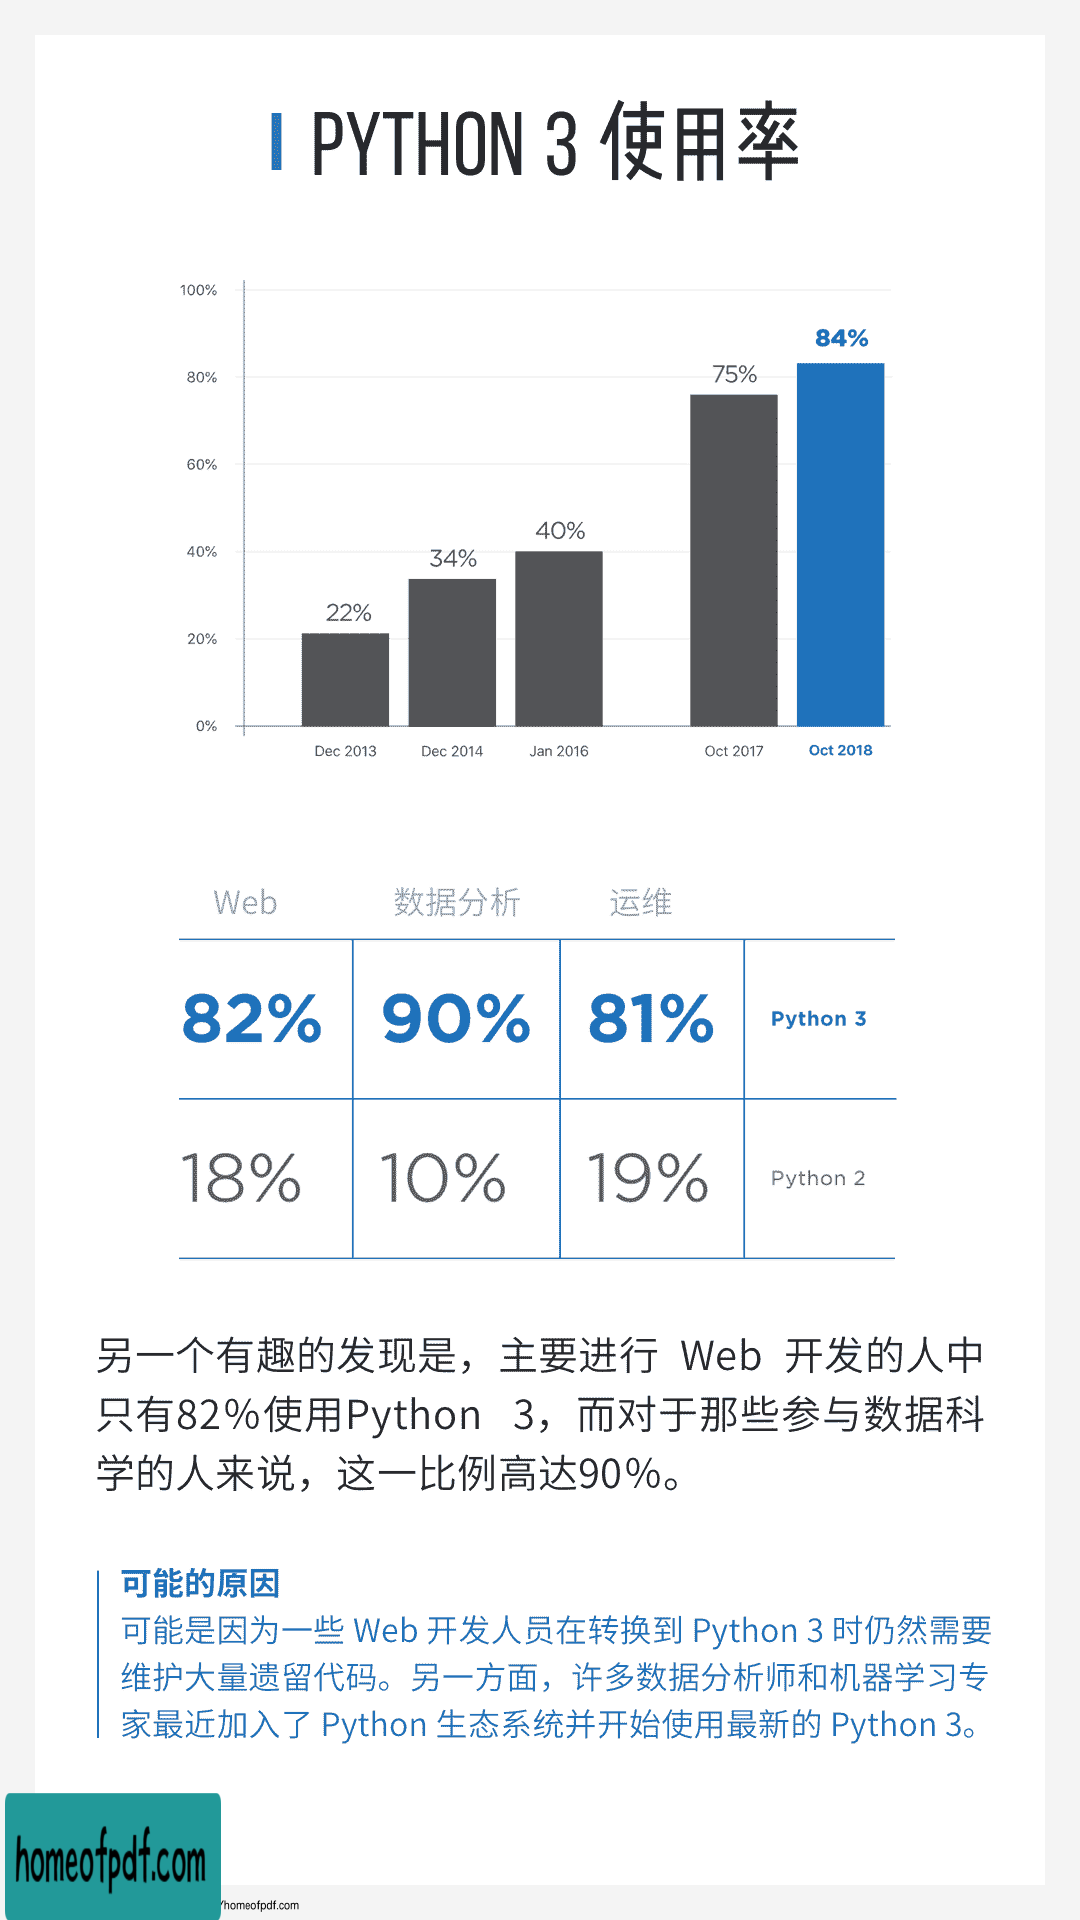 PYTHON 3 使用率
100%
84%
80%
75%
60%
40%
40%
34%
22%
20%
0%
Dec 2013 Dec 2014 Jan 2016 Oct 2017 Oct 2018
Web 数据分析 运维
82% 90% 81% Python 3
18% 10% 19% Python 2
另一个有趣的发现是，主要进行 Web 开发的人中
只有82%使用Python 3，而对于那些参与数据科
学的人来说，这一比例高达90%。
可能的原因
可能是因为一些 Web 开发人员在转换到 Python 3 时仍然需要
维护大量遗留代码。另一方面，许多数据分析师和机器学习专
家最近加入了 Python 生态系统并开始使用最新的 Python 3。
homeofpdf.com
/homeofpdf.com